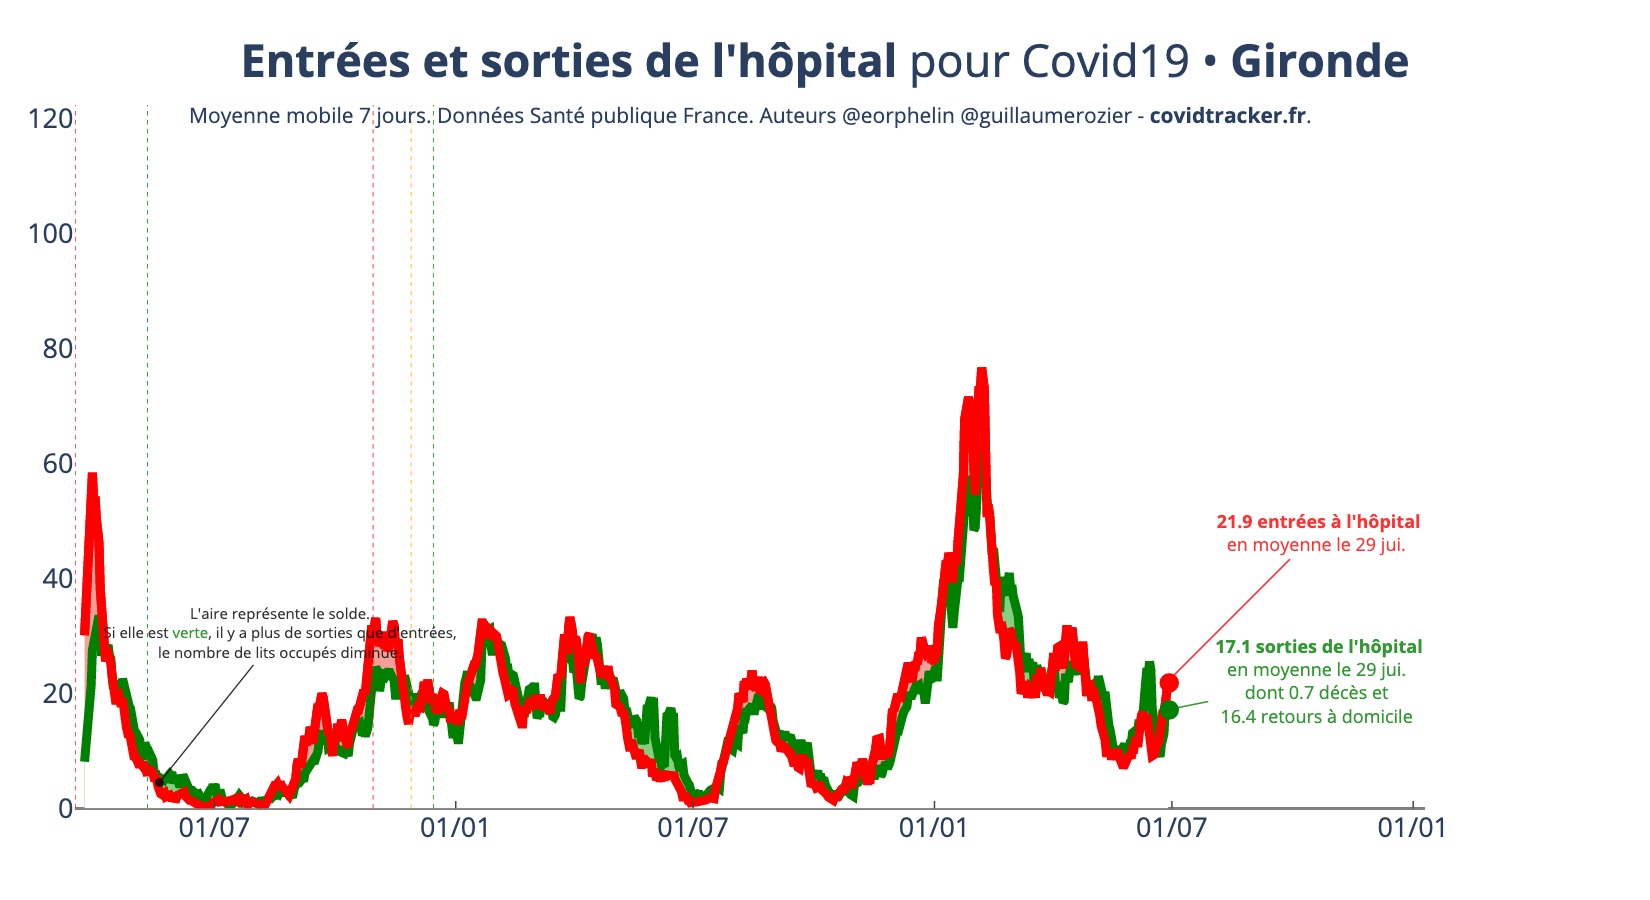 Entrées et sorties de l'hôpital pour Covid19 • Gironde
Moyenne mobile 7 jours. Données Santé publique France. Auteurs @eorphelin @guillaumerozier - covidtracker.fr.
120
100
80
60
40
20
0
L'aire représente le solde.
Si elle est verte, il y a plus de sorties que d'entrées,
le nombre de lits occupés diminue.
21.9 entrées à l'hôpital
en moyenne le 29 jui.
17.1 sorties de l'hôpital
en moyenne le 29 jui.
dont 0.7 décès et
16.4 retours à domicile
01/07
01/01
01/07
01/01
01/07
01/01